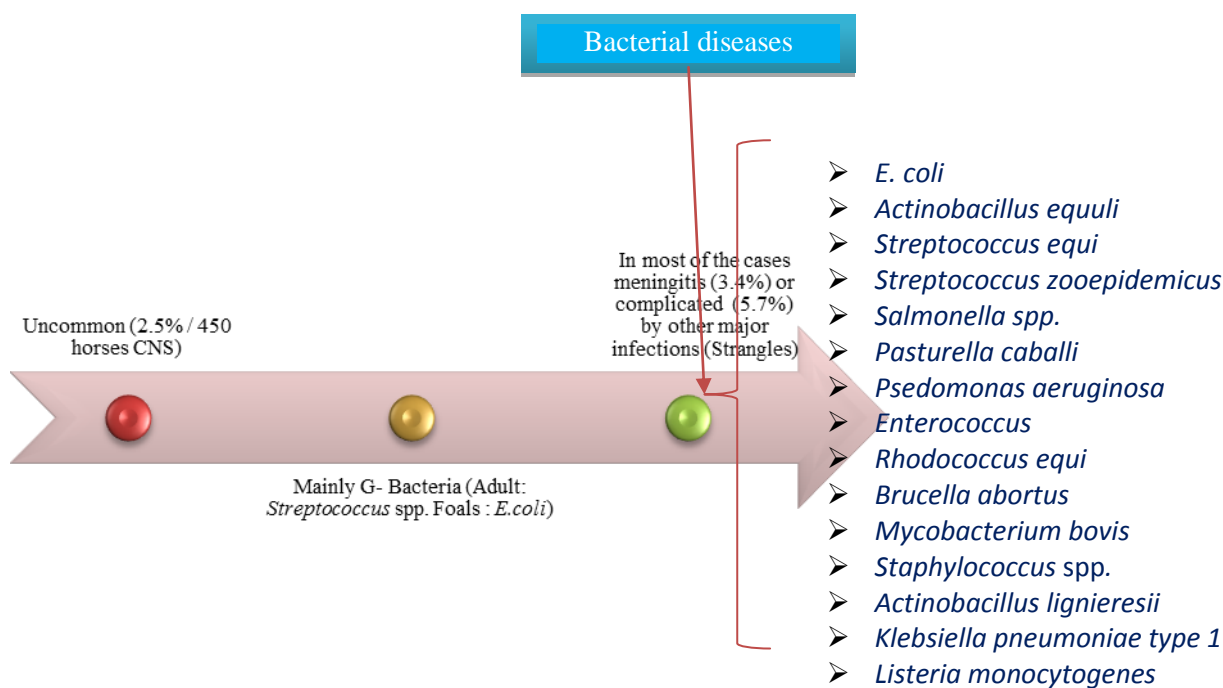 Bacterial diseases
Uncommon (2.5% / 450
horses CNS)
Mainly G- Bacteria (Adult:
Streptococcus spp. Foals : E.coli)
In most of the cases
meningitis (3.4%) or
complicated (5.7%)
by other major
infections (Strangles)
➢ E. coli
➢ Actinobacillus equuli
➢ Streptococcus equi
➢ Streptococcus zooepidemicus
➢ Salmonella spp.
➢ Pasturella caballi
➢ Psedomonas aeruginosa
➢ Enterococcus
➢ Rhodococcus equi
➢ Brucella abortus
➢ Mycobacterium bovis
➢ Staphylococcus spp.
➢ Actinobacillus lignieresii
➢ Klebsiella pneumoniae type 1
➢ Listeria monocytogenes